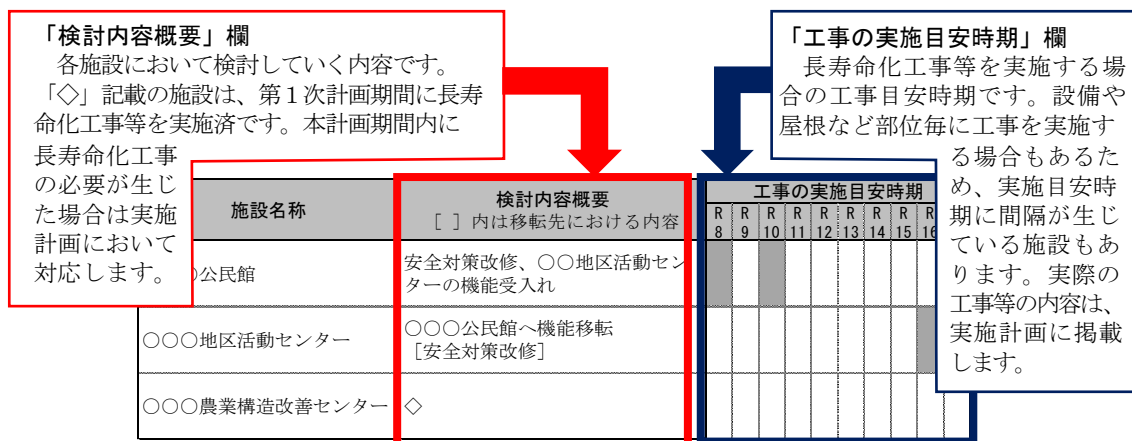 「検討内容概要」欄
各施設において検討していく内容です。
「◇」記載の施設は、第１次計画期間に長寿
命化工事等を実施済です。本計画期間内に
長寿命化工事
の必要が生じ
た場合は実施
計画において
対応します。
「工事の実施目安時期」欄
長寿命化工事等を実施する場
合の工事目安時期です。設備や
屋根など部位毎に工事を実施す
る場合もあるた
め、実施目安時
期に間隔が生じ
ている施設もあ
ります。実際の
工事等の内容は、
実施計画に掲載
します。
施設名称
検討内容概要
［ ］内は移転先における内容
工事の実施目安時期
R R R R R R R R R
8 9 10 11 12 13 14 15 16
公民館
安全対策改修、○○地区活動セン
ターの機能受入れ
○○○地区活動センター
○○○公民館へ機能移転
［安全対策改修］
○○○農業構造改善センター
◇